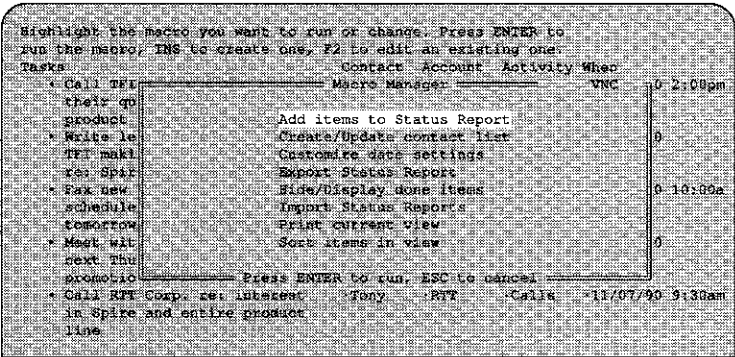 Highlight the macro you want to run or change. Press ENTER to
run the macro, INS to create one, F2 to edit an existing one.
Tasks Contact Account Activity When
• Call TFI Macro Manager VNC 0 2:00pm
their qu
product Add items to Status Report
• Write le Create/Update contact list 0
TFI maki Customize date settings
re: Spir Export Status Report
• Fax new Hide/Display done items 0 10:00a
schedule Import Status Reports
tomorrow Print current view
• Meet wit Sort items in view 0
next Thu
promotio Press ENTER to run, ESC to cancel
• Call RTT Corp. re: interest ·Tony ·RTT ·Calls ·11/07/90 9:30am
in Spire and entire product
line